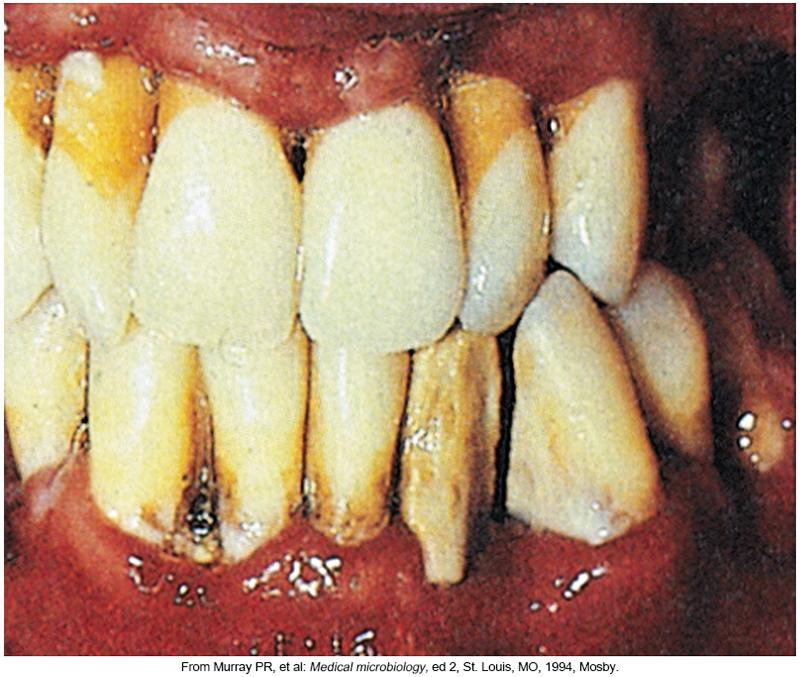 From Murray PR, et al: Medical microbiology, ed 2, St. Louis, MO, 1994, Mosby.